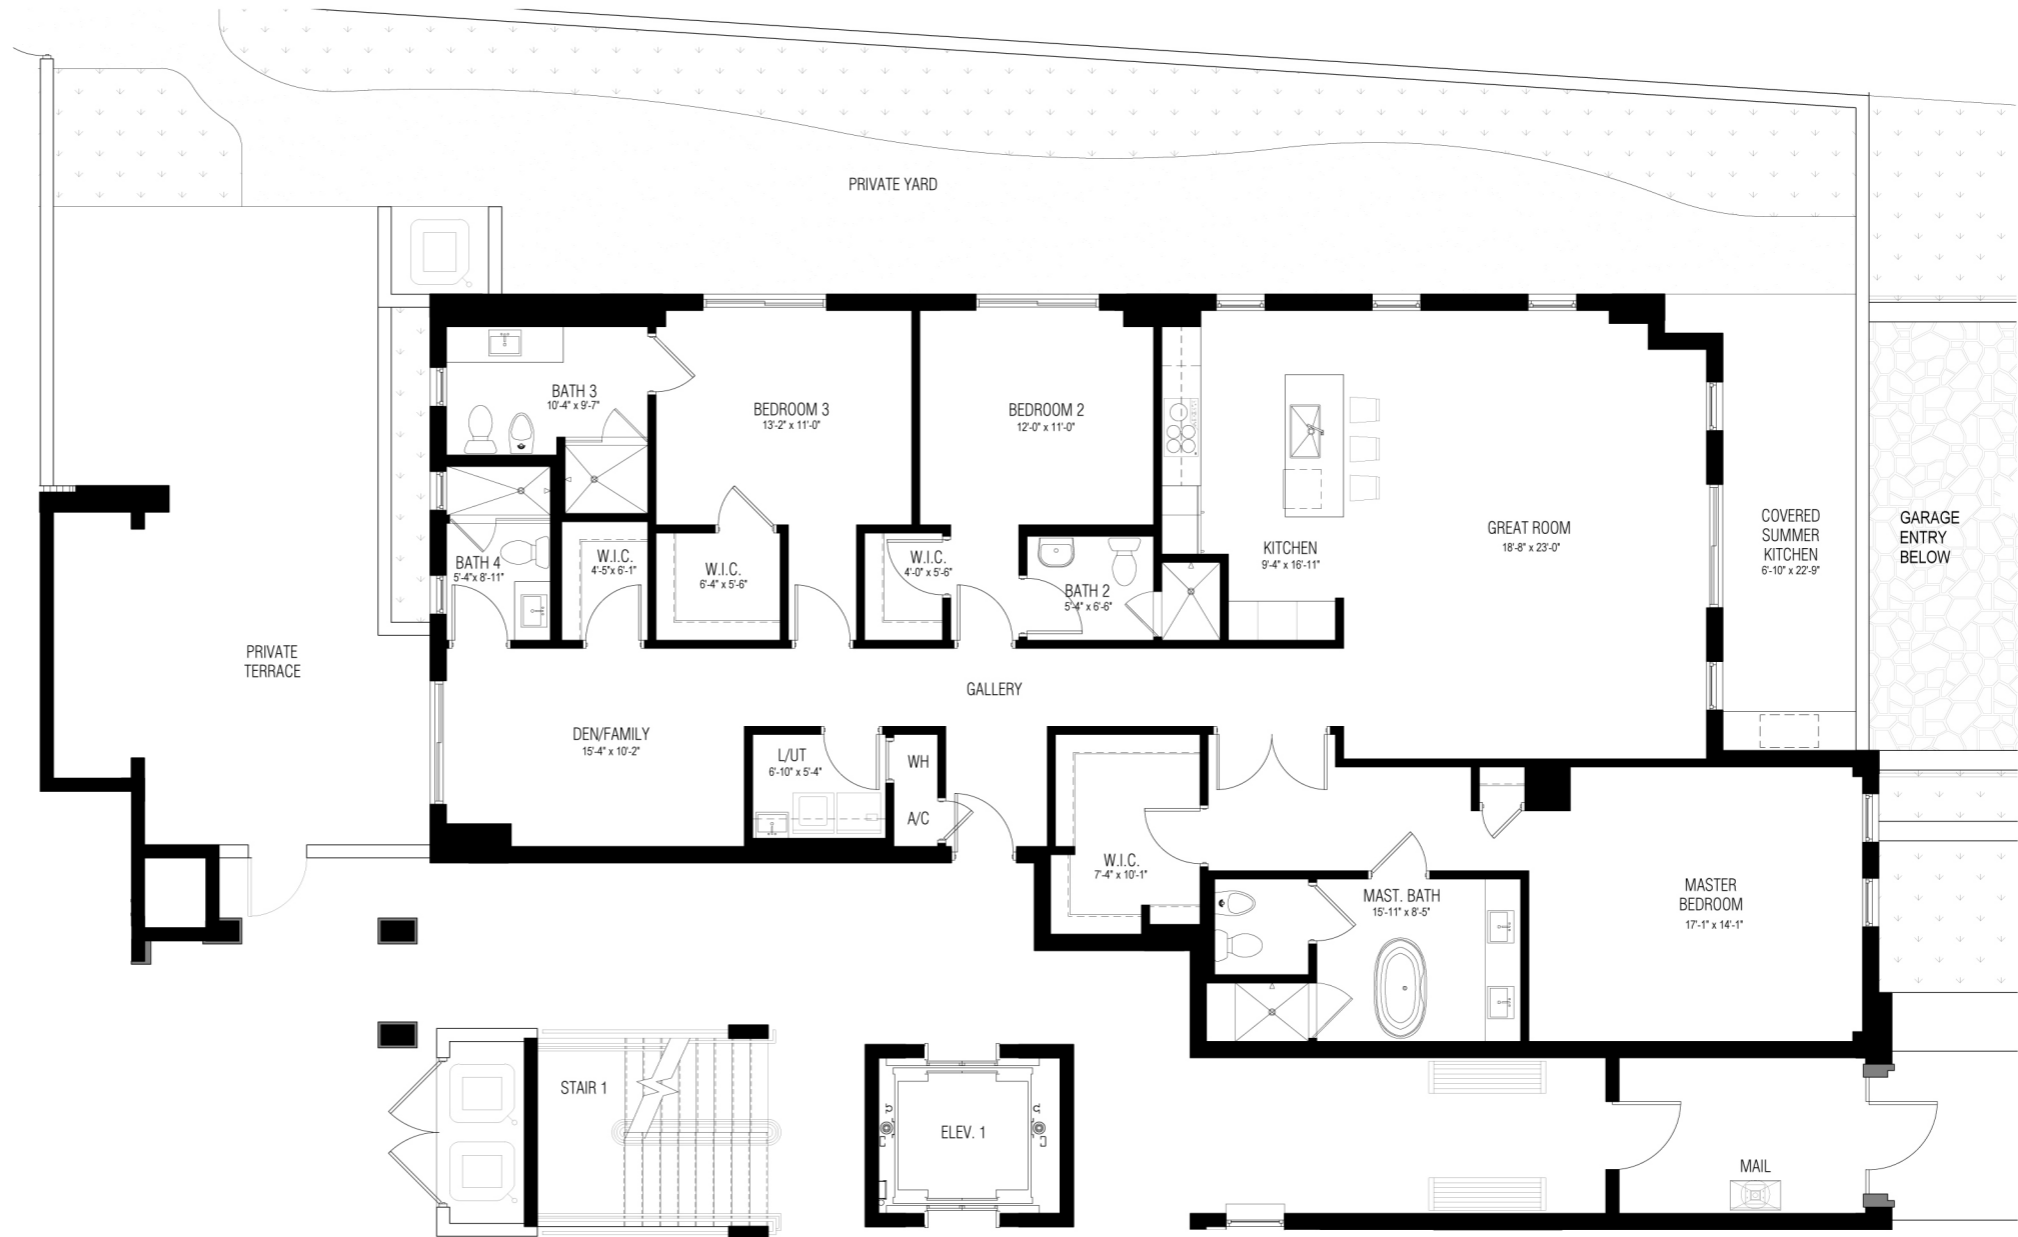 PRIVATE YARD
BATH 3
10'-4" x 9'-7"
BEDROOM 3
13'-2" x 11'-0"
BEDROOM 2
12'-0" x 11'-0"
BATH 4
5'-4"x 8'-11"
W.I.C.
4'-5"x 6'-1"
W.I.C.
6'-4" x 5'-6"
W.I.C.
4'-0" x 5'-6"
BATH 2
5'-4" x 6'-6"
KITCHEN
9'-4" x 16'-11"
GREAT ROOM
18'-8" x 23'-0"
COVERED
SUMMER
KITCHEN
6'-10" x 22'-9"
GARAGE
ENTRY
BELOW
PRIVATE
TERRACE
GALLERY
DEN/FAMILY
15'-4" x 10'-2"
L/UT
6'-10" x 5'-4"
WH
A/C
W.I.C.
7'-4" x 10'-1"
MAST. BATH
15'-11" x 8'-5"
MASTER
BEDROOM
17'-1" x 14'-1"
STAIR 1
ELEV. 1
MAIL